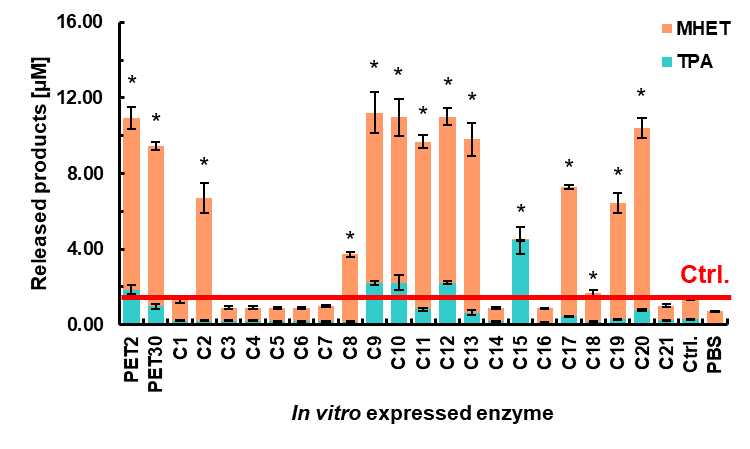 16.00
12.00
8.00
4.00
0.00
Released products [µM]
MHET
TPA
* * * * * * * * * * * * * *
Ctrl.
PET2 PET30 C1 C2 C3 C4 C5 C6 C7 C8 C9 C10 C11 C12 C13 C14 C15 C16 C17 C18 C19 C20 C21 Ctrl. PBS
In vitro expressed enzyme